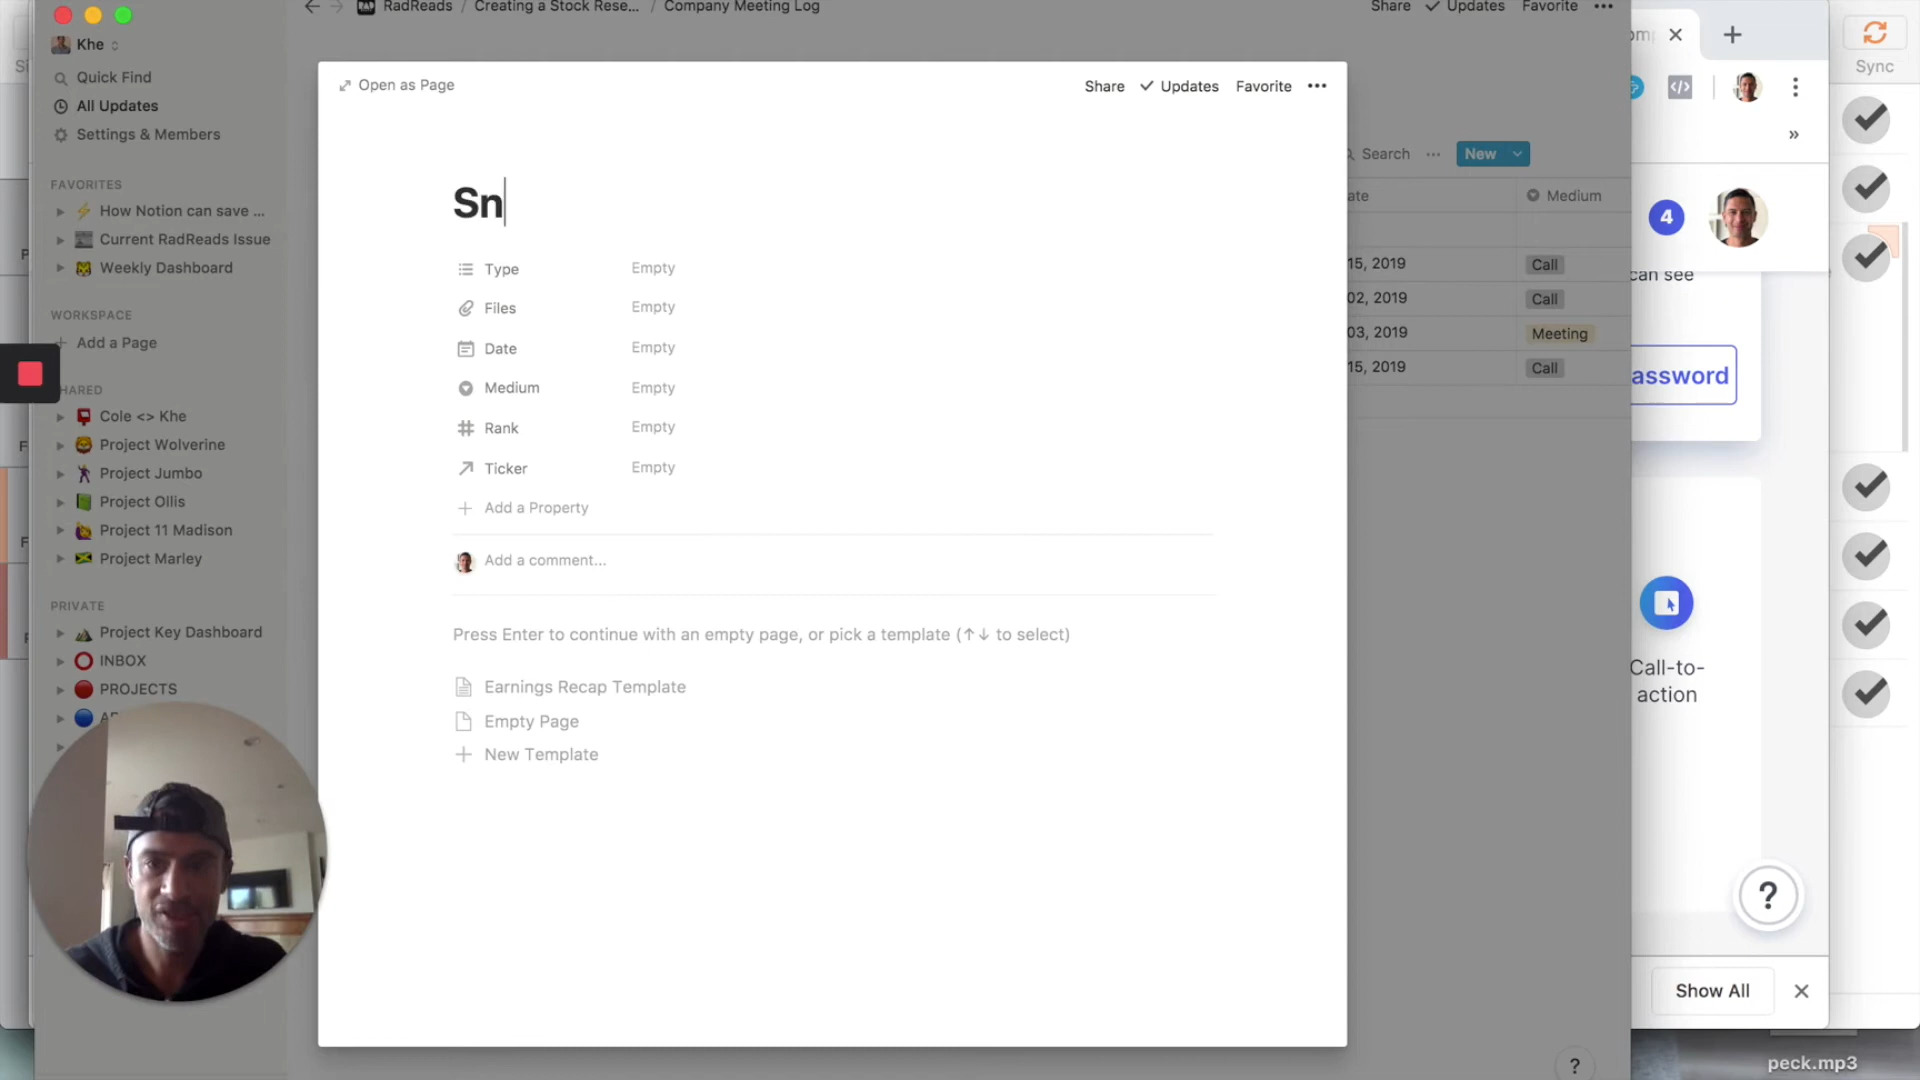 RadReads / Creating a Stock Rese... / Company Meeting Log
Share Updates Favorite
Khe
Quick Find
All Updates
Settings & Members
FAVORITES
How Notion can save ...
Current RadReads Issue
Weekly Dashboard
WORKSPACE
Add a Page
HARED
Cole <> Khe
Project Wolverine
Project Jumbo
Project Ollis
Project 11 Madison
Project Marley
PRIVATE
Project Key Dashboard
INBOX
PROJECTS
Open as Page
Share Updates Favorite
Sn
Type Empty
Files Empty
Date Empty
Medium Empty
Rank Empty
Ticker Empty
Add a Property
Add a comment...
Press Enter to continue with an empty page, or pick a template (↑↓ to select)
Earnings Recap Template
Empty Page
New Template
Search
New
ate Medium
15, 2019 Call
02, 2019 Call
03, 2019 Meeting
15, 2019 Call
?
4
can see
assword
Call-to-
action
?
Show All
Sync
peck.mp3